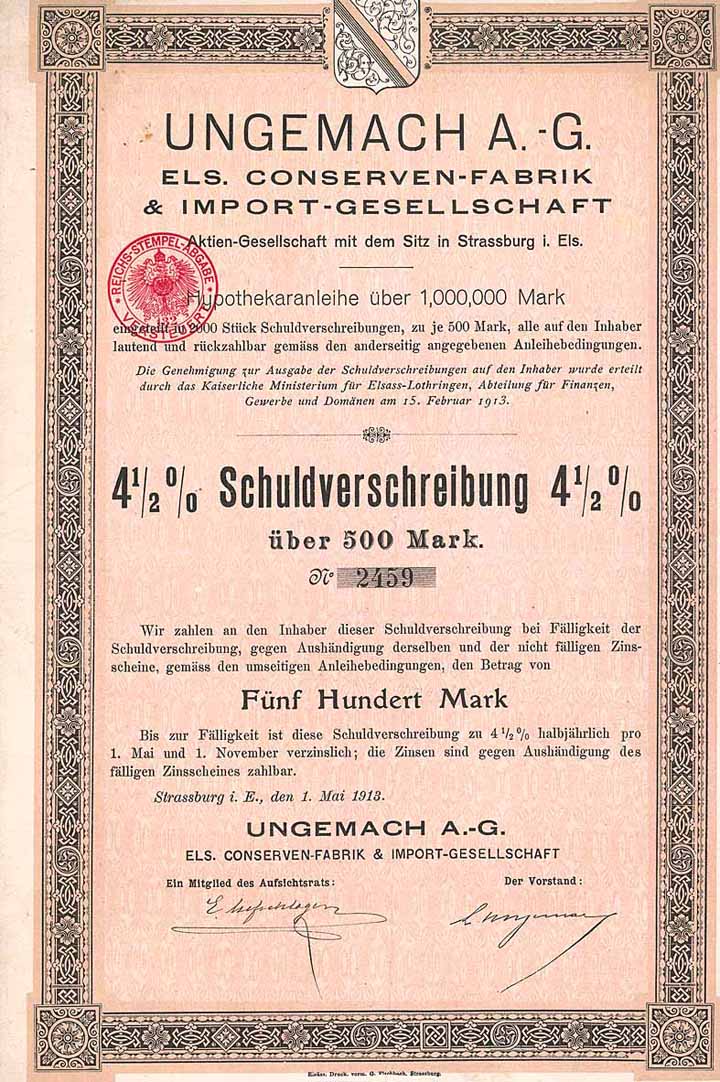 UNGEMACH A.-G.
ELS. CONSERVEN-FABRIK
& IMPORT-GESELLSCHAFT
Aktien-Gesellschaft mit dem Sitz in Strassburg i. Els.
REICHS-STEMPEL-ABGABE
VERSTEUERT
Hypothekaranleihe über 1,000,000 Mark
eingeteilt in 2000 Stück Schuldverschreibungen, zu je 500 Mark, alle auf den Inhaber
lautend und rückzahlbar gemäss den anderseitig angegebenen Anleihebedingungen.
Die Genehmigung zur Ausgabe der Schuldverschreibungen auf den Inhaber wurde erteilt
durch das Kaiserliche Ministerium für Elsass-Lothringen, Abteilung für Finanzen,
Gewerbe und Domänen am 15. Februar 1913.
4½% Schuldverschreibung 4½%
über 500 Mark.
No 2459
Wir zahlen an den Inhaber dieser Schuldverschreibung bei Fälligkeit der
Schuldverschreibung, gegen Aushändigung derselben und der nicht fälligen Zins-
scheine, gemäss den umseitigen Anleihebedingungen, den Betrag von
Fünf Hundert Mark
Bis zur Fälligkeit ist diese Schuldverschreibung zu 4½% halbjährlich pro
1. Mai und 1. November verzinslich; die Zinsen sind gegen Aushändigung des
fälligen Zinsscheines zahlbar.
Strassburg i. E., den 1. Mai 1913.
UNGEMACH A.-G.
ELS. CONSERVEN-FABRIK & IMPORT-GESELLSCHAFT
Ein Mitglied des Aufsichtsrats: Der Vorstand:
Druck. vorm. G. Fischbach, Strassburg.